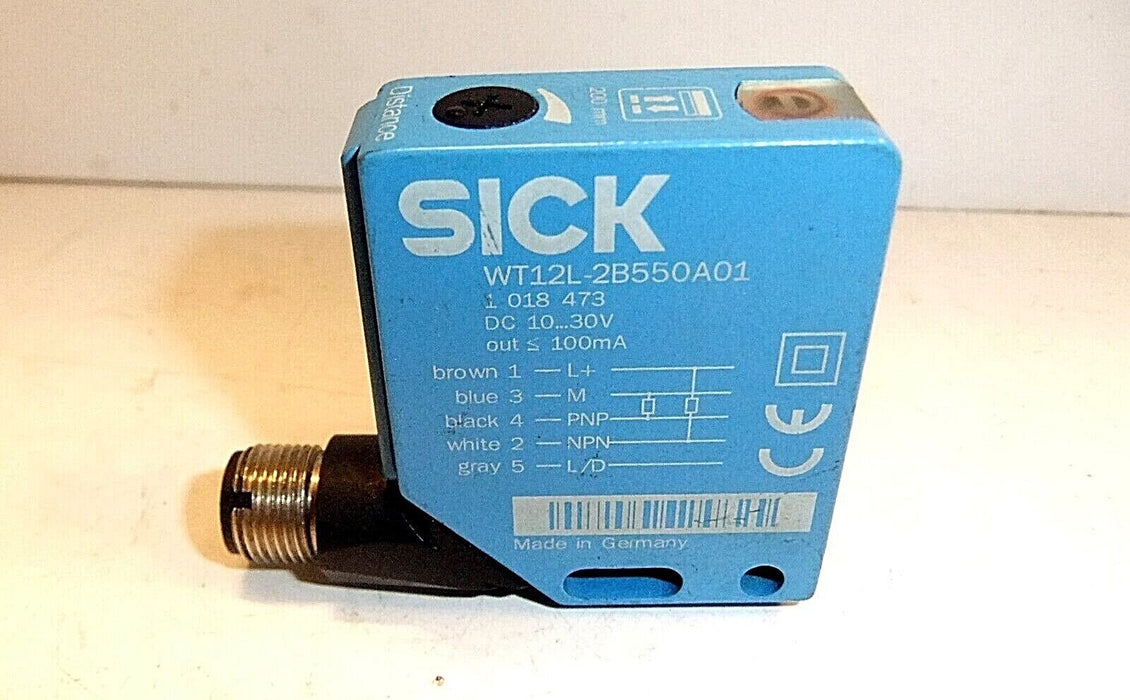 Distance
200 mm
SICK
WT12L-2B550A01
1 018 473
DC 10...30V
out ≤ 100mA
brown 1 — L+
blue 3 — M
black 4 — PNP
white 2 — NPN
gray 5 — L/D
CE
Made in Germany